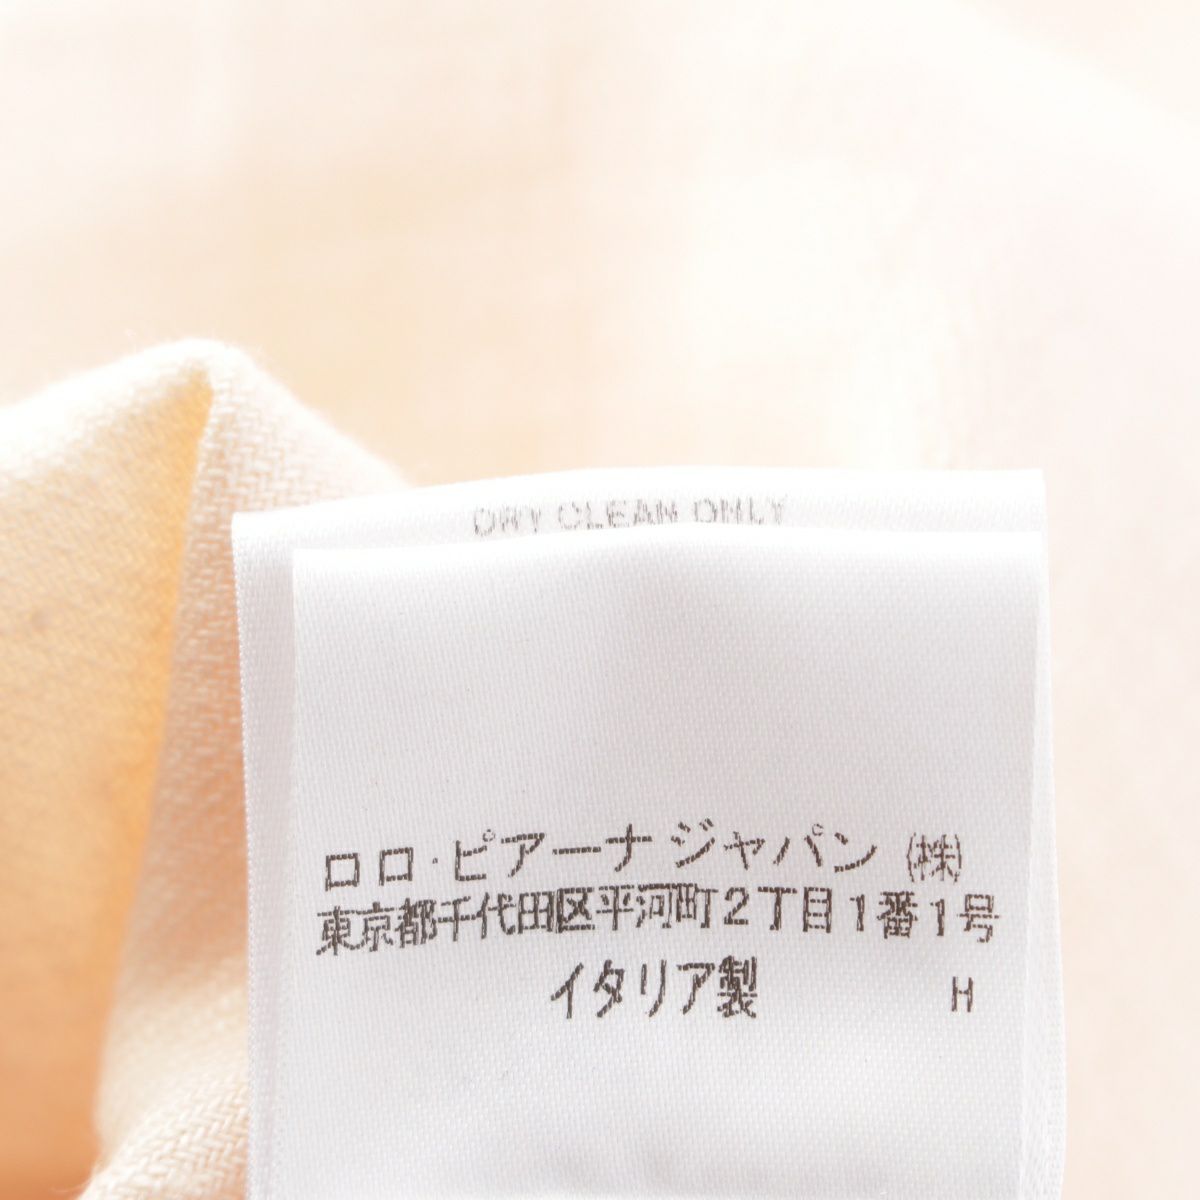 DRY CLEAN ONLY
ロロ・ピアーナ ジャパン ㈱
東京都千代田区平河町2丁目1番1号
イタリア製 H